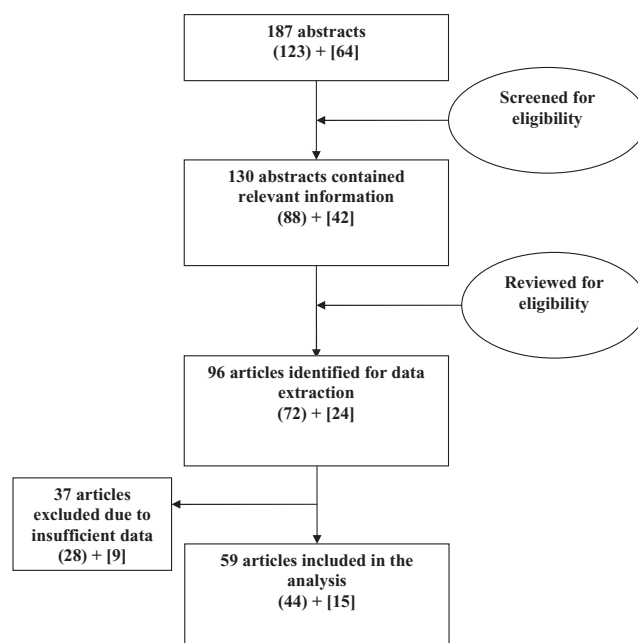 187 abstracts
(123) + [64]
Screened for
eligibility
130 abstracts contained
relevant information
(88) + [42]
Reviewed for
eligibility
96 articles identified for data
extraction
(72) + [24]
37 articles
excluded due to
insufficient data
(28) + [9]
59 articles included in the
analysis
(44) + [15]